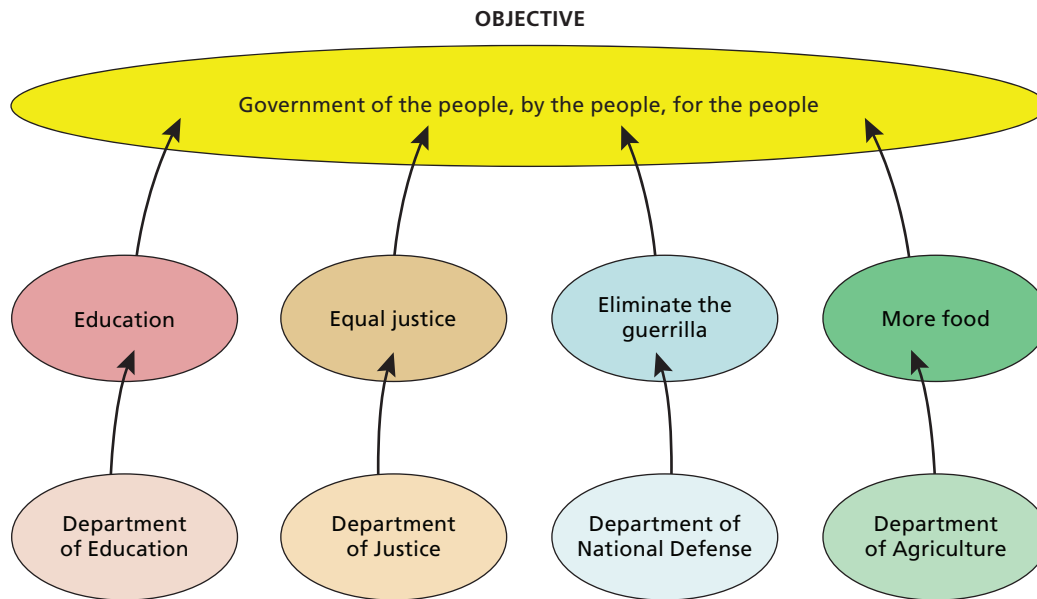 OBJECTIVE
Government of the people, by the people, for the people
Education
Equal justice
Eliminate the
guerrilla
More food
Department
of Education
Department
of Justice
Department of
National Defense
Department
of Agriculture